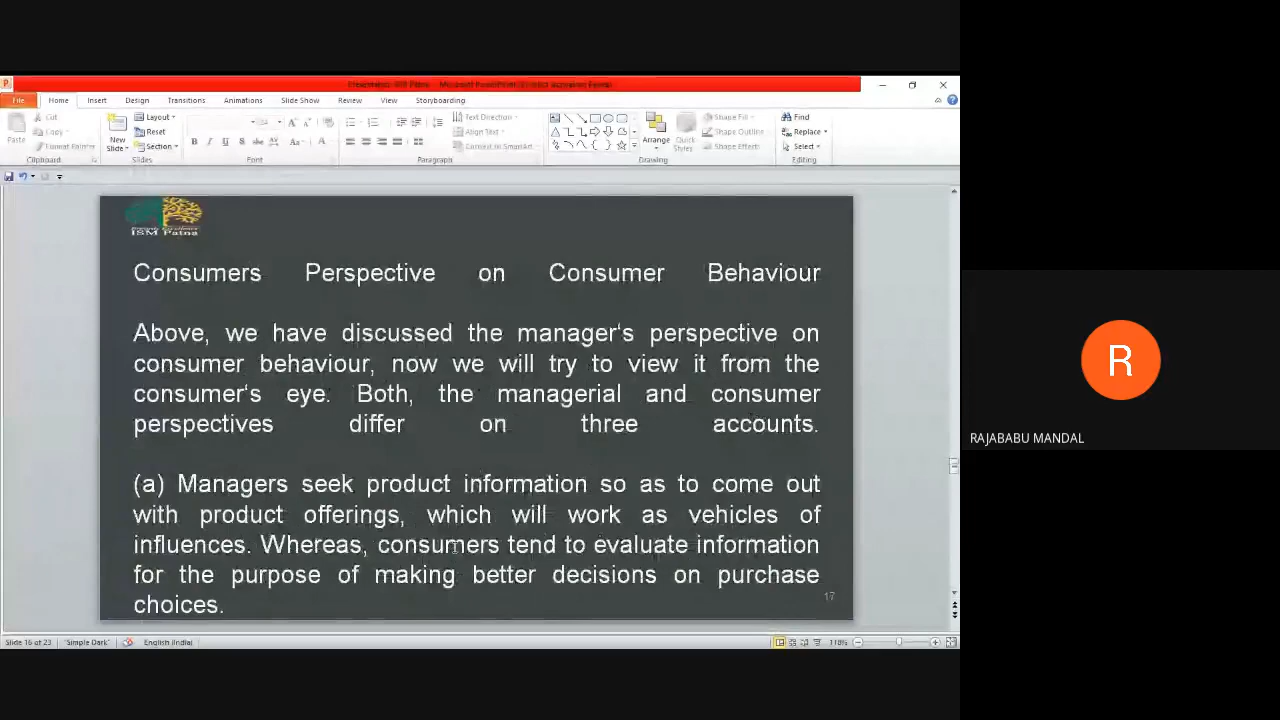 File Home Insert Design Transitions Animations Slide Show Review View Storyboarding
Cut Layout Text Direction Shape Fill Find
Copy Reset Align Text Shape Outline Replace
Paste Format Painter New Slide Section Convert to SmartArt Arrange Quick Styles Shape Effects Select
Clipboard Slides Font Paragraph Drawing Editing
ISM Patna
Consumers Perspective on Consumer Behaviour
Above, we have discussed the manager‘s perspective on
consumer behaviour, now we will try to view it from the
consumer‘s eye. Both, the managerial and consumer
perspectives differ on three accounts.
(a) Managers seek product information so as to come out
with product offerings, which will work as vehicles of
influences. Whereas, consumers tend to evaluate information
for the purpose of making better decisions on purchase
choices.
17
Slide 16 of 23 "Simple Dark" English (India) 118%
R
RAJABABU MANDAL